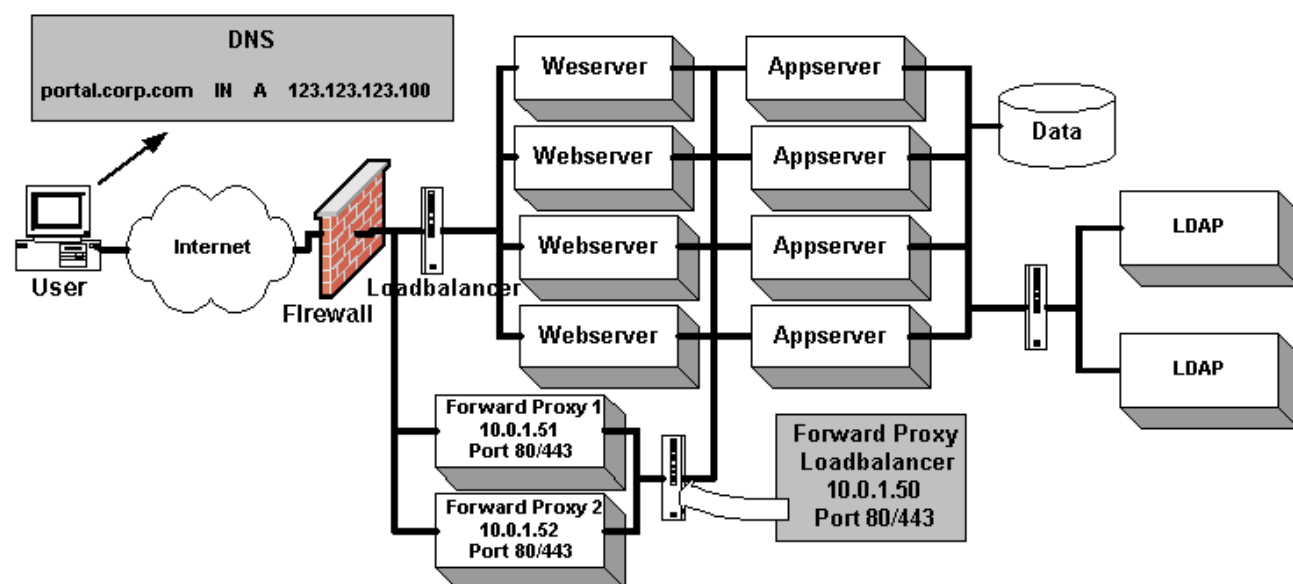 DNS
portal.corp.com IN A 123.123.123.100
Weserver
Appserver
Data
Webserver
Appserver
User
Internet
Firewall
Loadbalancer
Webserver
Appserver
LDAP
Webserver
Appserver
LDAP
Forward Proxy 1
10.0.1.51
Port 80/443
Forward Proxy 2
10.0.1.52
Port 80/443
Forward Proxy
Loadbalancer
10.0.1.50
Port 80/443